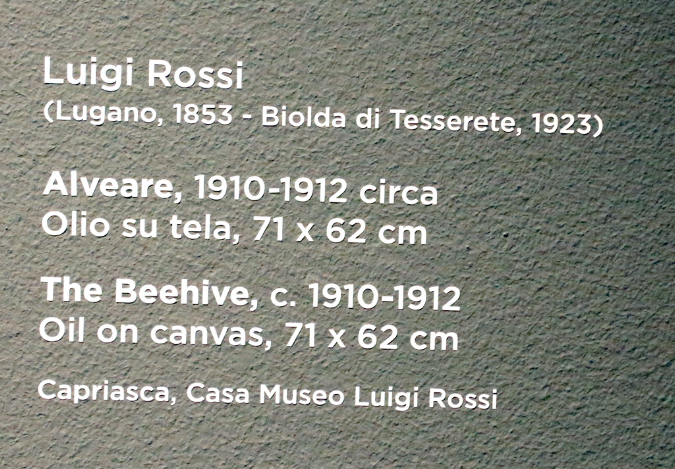 Luigi Rossi
(Lugano, 1853 - Biolda di Tesserete, 1923)
Alveare, 1910-1912 circa
Olio su tela, 71 x 62 cm
The Beehive, c. 1910-1912
Oil on canvas, 71 x 62 cm
Capriasca, Casa Museo Luigi Rossi